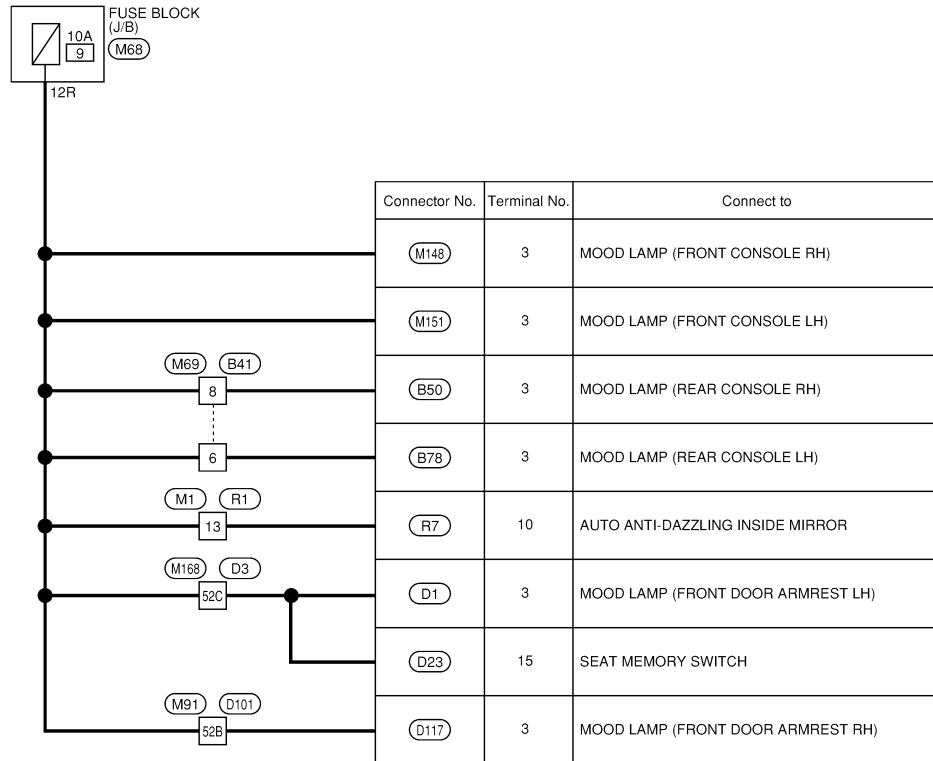 FUSE BLOCK
(J/B)
10A
9
M68
12R
Connector No. Terminal No. Connect to
M148 3 MOOD LAMP (FRONT CONSOLE RH)
M151 3 MOOD LAMP (FRONT CONSOLE LH)
M69 B41
8 B50 3 MOOD LAMP (REAR CONSOLE RH)
6 B78 3 MOOD LAMP (REAR CONSOLE LH)
M1 R1
13 R7 10 AUTO ANTI-DAZZLING INSIDE MIRROR
M168 D3
52C D1 3 MOOD LAMP (FRONT DOOR ARMREST LH)
D23 15 SEAT MEMORY SWITCH
M91 D101
52B D117 3 MOOD LAMP (FRONT DOOR ARMREST RH)